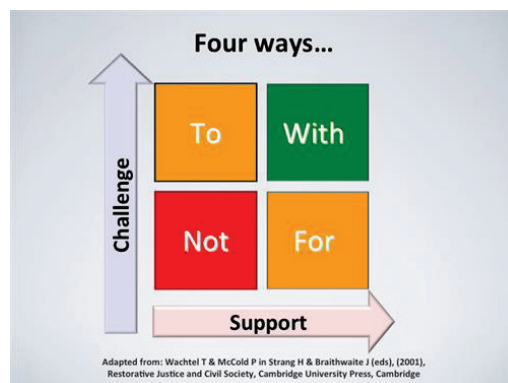 Four ways...
To
With
Challenge
Not
For
Support
Adapted from: Wachtel T & McCold P in Strang H & Braithwaite J (eds), (2001),
Restorative Justice and Civil Society, Cambridge University Press, Cambridge